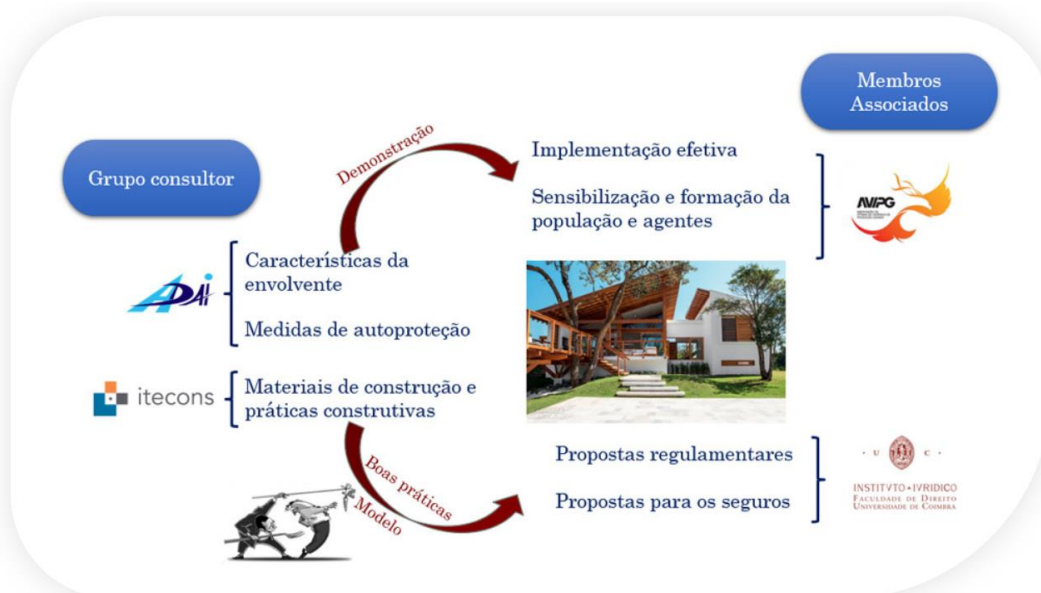 Membros
Associados
Grupo consultor
Demonstração
Implementação efetiva
Sensibilização e formação da
população e agentes
AVIPG
Características da
envolvente
Medidas de autoproteção
ADAI
itecons
Materiais de construção e
práticas construtivas
Boas práticas
Modelo
Propostas regulamentares
Propostas para os seguros
· U C ·
INSTITVTO + IVRIDICO
FACULDADE DE DIREITO
UNIVERSIDADE DE COIMBRA